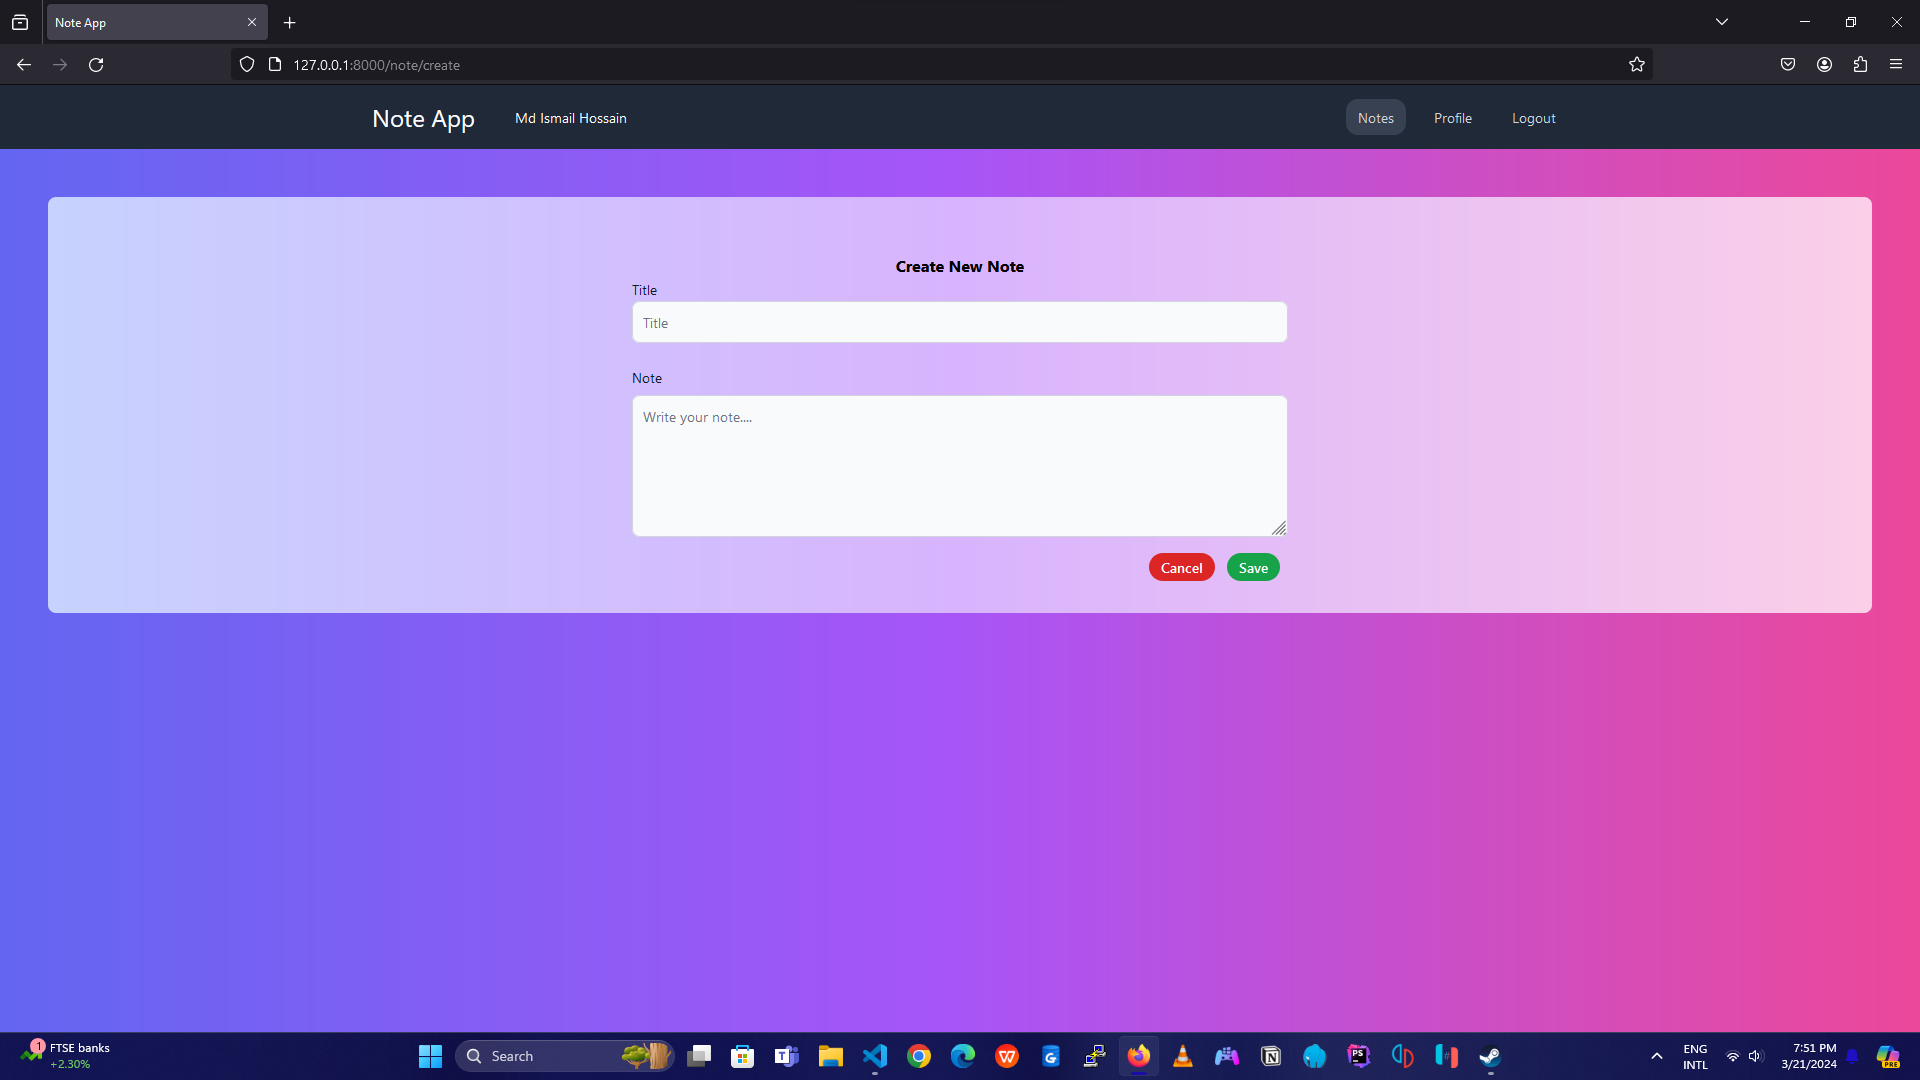 Note App
127.0.0.1:8000/note/create
Note App Md Ismail Hossain Notes Profile Logout
Create New Note
Title
Title
Note
Write your note....
Cancel Save
1
FTSE banks
+2.30%
Search
ENG
INTL
7:51 PM
3/21/2024
PRE